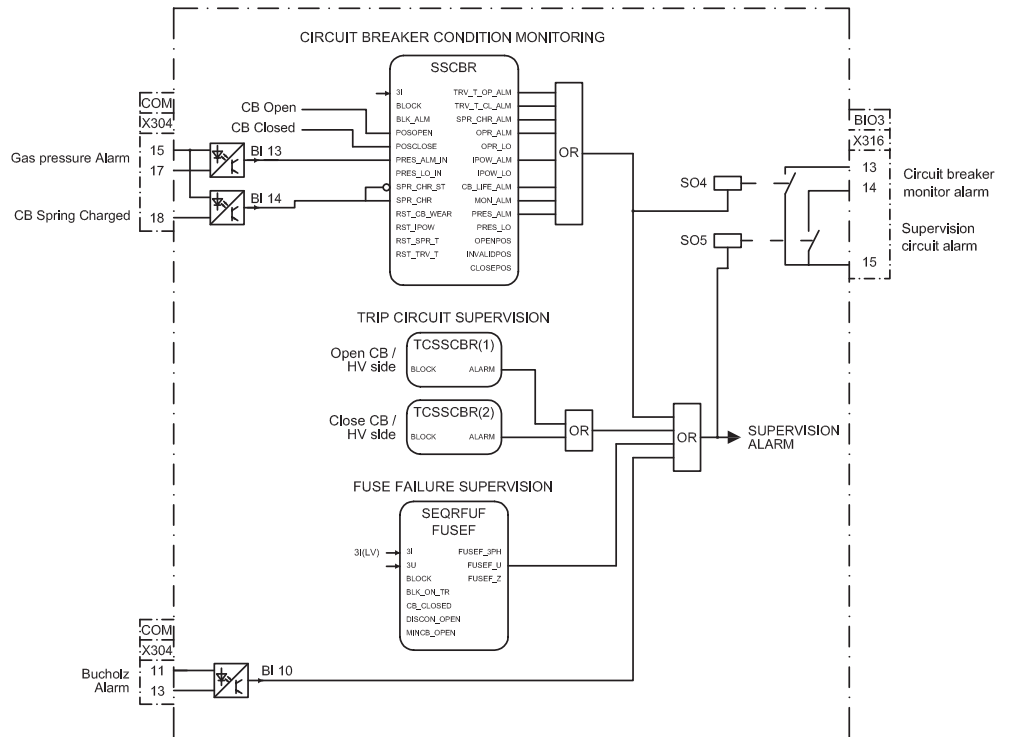 CIRCUIT BREAKER CONDITION MONITORING
SSCBR
3I
BLOCK
BLK_ALM
POSOPEN
POSCLOSE
PRES_ALM_IN
PRES_LO_IN
SPR_CHR_ST
SPR_CHR
RST_CB_WEAR
RST_IPOW
RST_SPR_T
RST_TRV_T
TRV_T_OP_ALM
TRV_T_CL_ALM
SPR_CHR_ALM
OPR_ALM
OPR_LO
IPOW_ALM
IPOW_LO
CB_LIFE_ALM
MON_ALM
PRES_ALM
PRES_LO
OPENPOS
INVALIDPOS
CLOSEPOS
OR
CB Open
CB Closed
COM
X304
15
17
18
Gas pressure Alarm
CB Spring Charged
BI 13
BI 14
BIO3
X316
13
14
15
SO4
SO5
Circuit breaker
monitor alarm
Supervision
circuit alarm
TRIP CIRCUIT SUPERVISION
Open CB /
HV side
TCSSCBR(1)
BLOCK ALARM
Close CB /
HV side
TCSSCBR(2)
BLOCK ALARM
OR
OR
SUPERVISION
ALARM
FUSE FAILURE SUPERVISION
SEQRFUF
FUSEF
3I(LV)
3I
3U
BLOCK
BLK_ON_TR
CB_CLOSED
DISCON_OPEN
MINCB_OPEN
FUSEF_3PH
FUSEF_U
FUSEF_Z
COM
X304
11
13
Bucholz
Alarm
BI 10